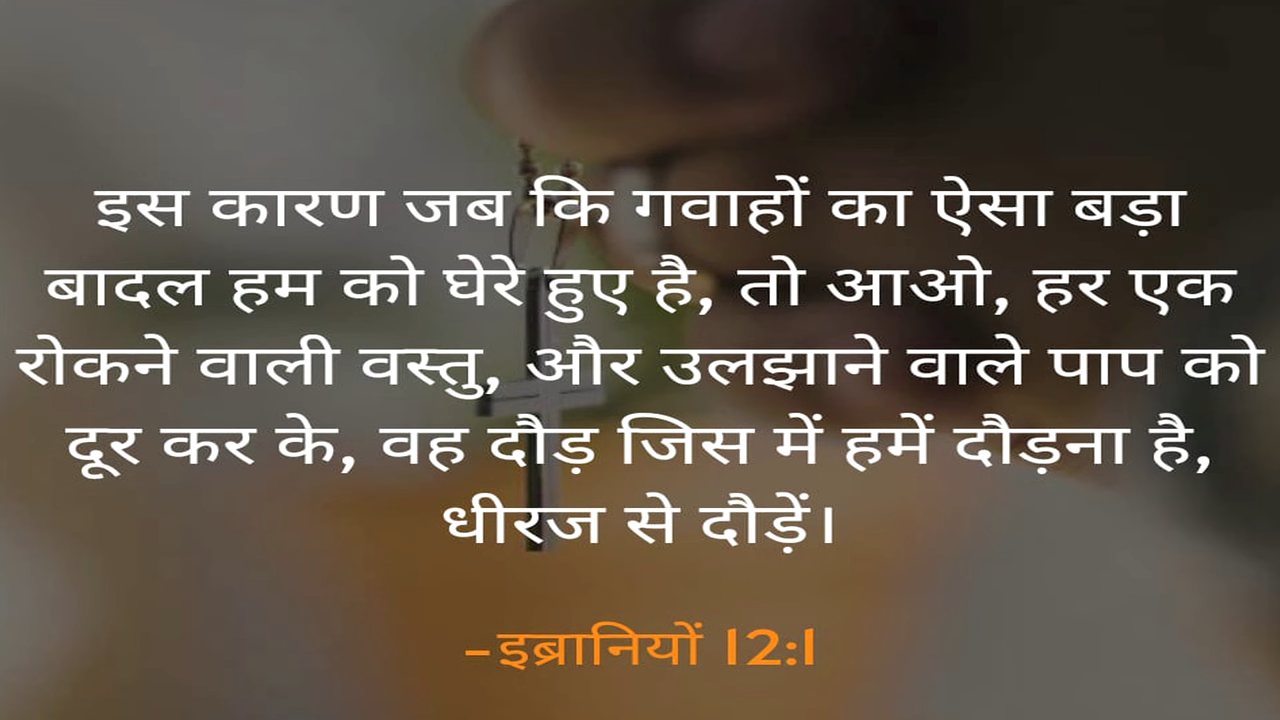 इस कारण जब कि गवाहों का ऐसा बड़ा
बादल हम को घेरे हुए है, तो आओ, हर एक
रोकने वाली वस्तु, और उलझाने वाले पाप को
दूर कर के, वह दौड़ जिस में हमें दौड़ना है,
धीरज से दौड़ें।
-इब्रानियों 12:1